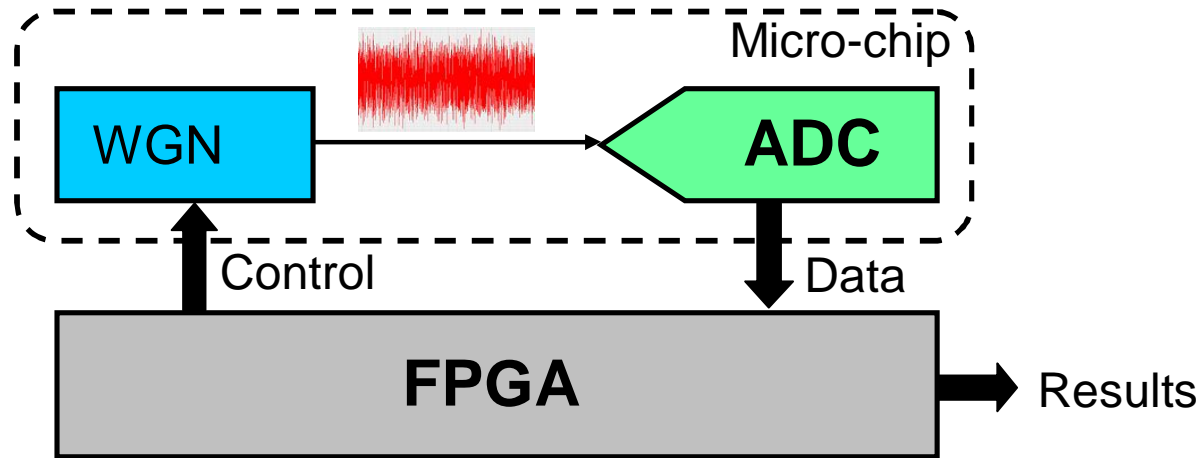 Micro-chip
WGN
ADC
Control
Data
FPGA
Results